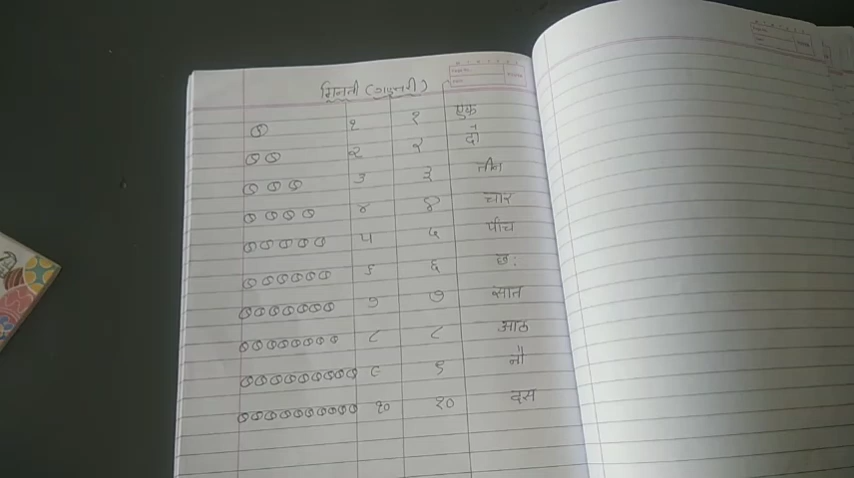 गिनती (गाइनती)
१ १ एक
२ २ दो
३ ३ तीन
४ ४ चार
५ ५ पाँच
६ ६ छः
७ ७ सात
८ ८ आठ
९ ९ नौ
१० १० दस